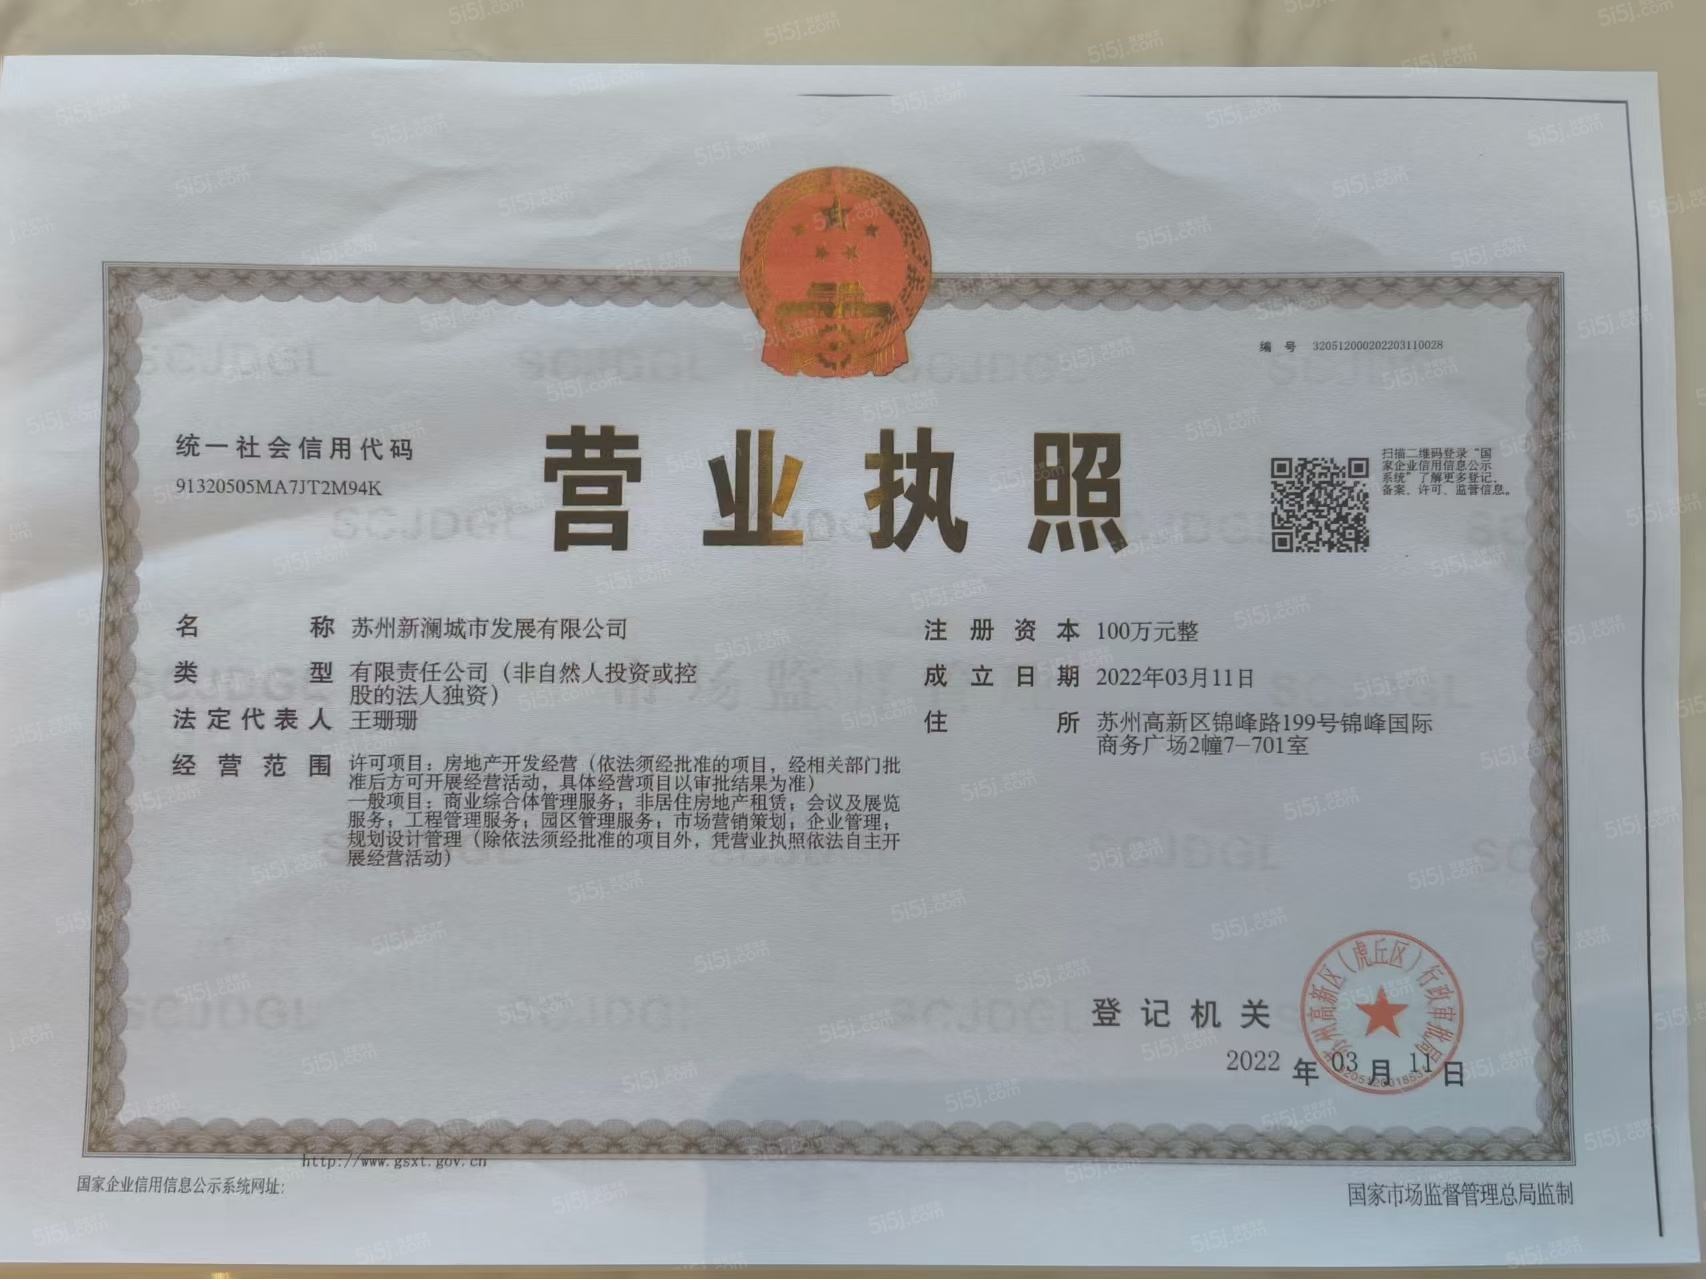 编 号 320512000202203110028
统一社会信用代码
91320505MA7JT2M94K
营业执照
扫描二维码登录“国
家企业信用信息公示
系统”了解更多登记、
备案、许可、监管信息。
名 称 苏州新澜城市发展有限公司
类 型 有限责任公司（非自然人投资或控
股的法人独资）
法定代表人 王珊珊
经营范围 许可项目：房地产开发经营（依法须经批准的项目，经相关部门批
准后方可开展经营活动，具体经营项目以审批结果为准）
一般项目：商业综合体管理服务；非居住房地产租赁；会议及展览
服务；工程管理服务；园区管理服务；市场营销策划；企业管理；
规划设计管理（除依法须经批准的项目外，凭营业执照依法自主开
展经营活动）
注册资本 100万元整
成立日期 2022年03月11日
住 所 苏州高新区锦峰路199号锦峰国际
商务广场2幢7-701室
登记机关
苏州高新区（虎丘区）行政审批局
2022 年 03 月 11 日
http://www.gsxt.gov.cn
国家企业信用信息公示系统网址:
国家市场监督管理总局监制
SCJDGL
5i5j.com